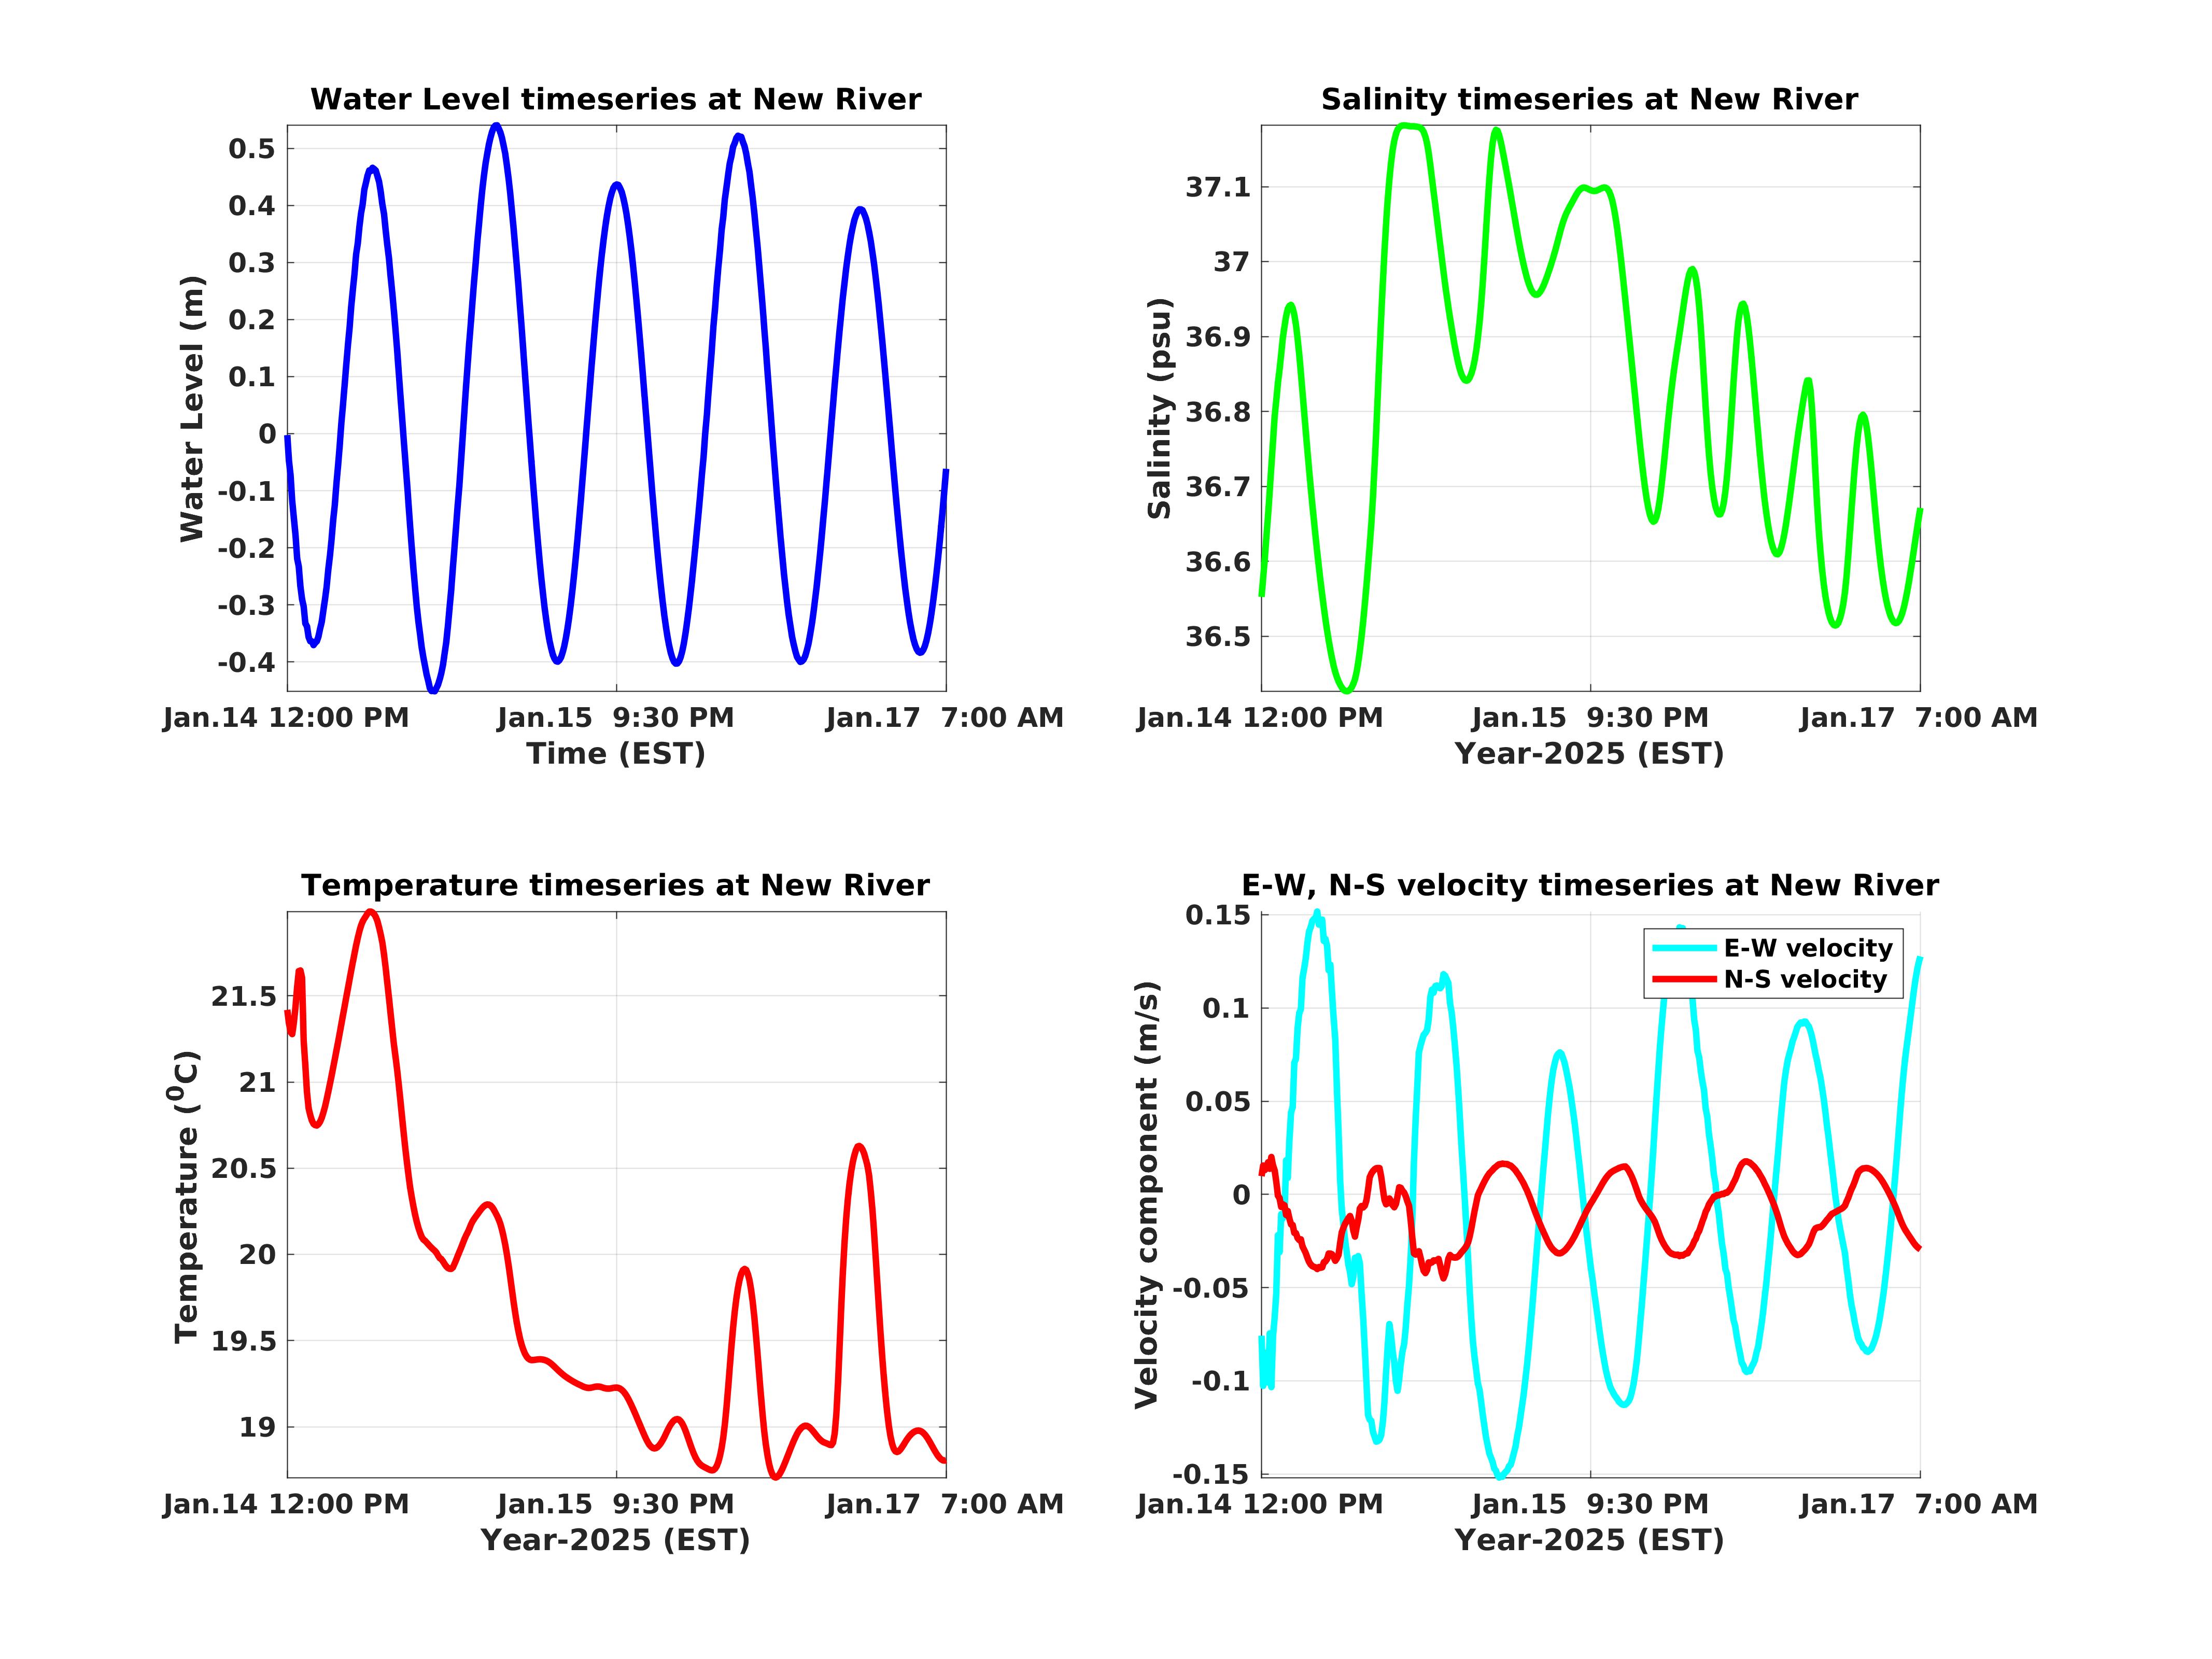 Water Level timeseries at New River
0.5
0.4
0.3
0.2
0.1
0
-0.1
-0.2
-0.3
-0.4
Water Level (m)
Jan.14 12:00 PM
Jan.15  9:30 PM
Jan.17  7:00 AM
Time (EST)
Salinity timeseries at New River
37.1
37
36.9
36.8
36.7
36.6
36.5
Salinity (psu)
Jan.14 12:00 PM
Jan.15  9:30 PM
Jan.17  7:00 AM
Year-2025 (EST)
Temperature timeseries at New River
21.5
21
20.5
20
19.5
19
Temperature (⁰C)
Jan.14 12:00 PM
Jan.15  9:30 PM
Jan.17  7:00 AM
Year-2025 (EST)
E-W, N-S velocity timeseries at New River
0.15
0.1
0.05
0
-0.05
-0.1
-0.15
Velocity component (m/s)
E-W velocity
N-S velocity
Jan.14 12:00 PM
Jan.15  9:30 PM
Jan.17  7:00 AM
Year-2025 (EST)